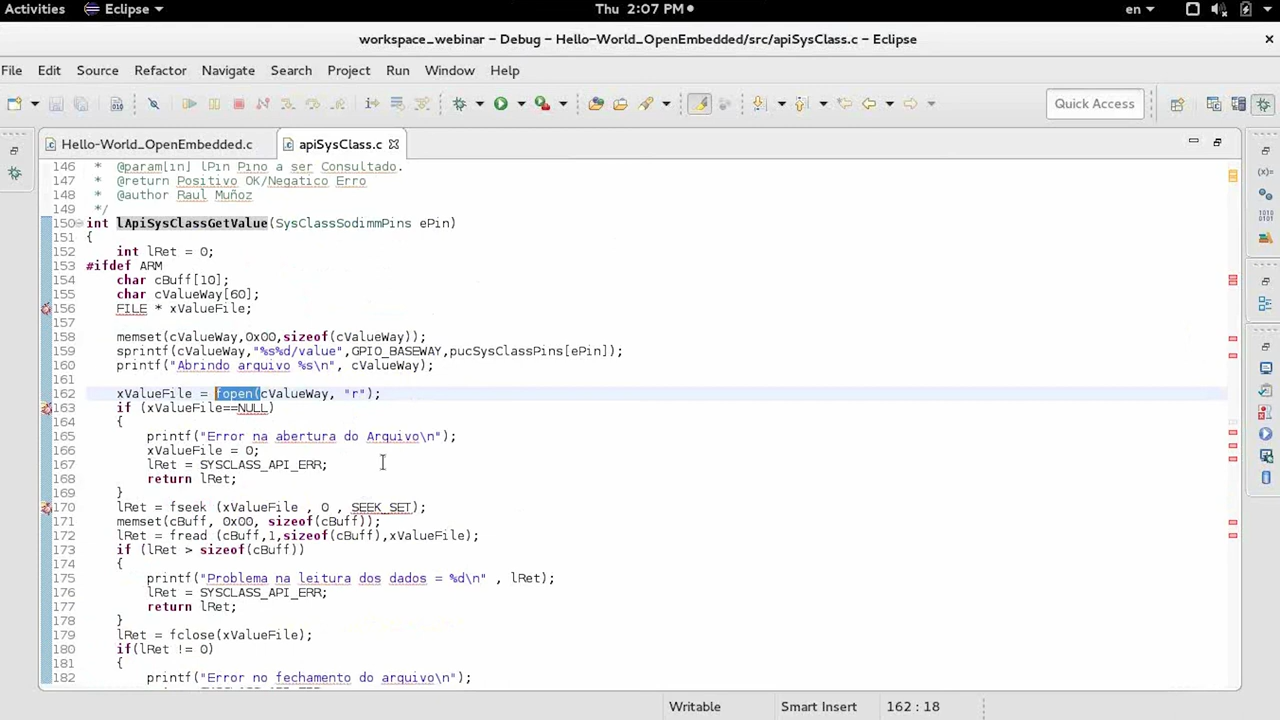 Activities Eclipse Thu 2:07 PM en
workspace_webinar – Debug – Hello-World_OpenEmbedded/src/apiSysClass.c – Eclipse
File Edit Source Refactor Navigate Search Project Run Window Help
Quick Access
Hello-World_OpenEmbedded.c apiSysClass.c
146 * @param[in] lPin Pino a ser Consultado.
147 * @return Positivo OK/Negatico Erro
148 * @author Raul Muñoz
149 */
150 int lApiSysClassGetValue(SysClassSodimmPins ePin)
151 {
152 int lRet = 0;
153 #ifdef ARM
154 char cBuff[10];
155 char cValueWay[60];
156 FILE * xValueFile;
157
158 memset(cValueWay,0x00,sizeof(cValueWay));
159 sprintf(cValueWay,"%s%d/value",GPIO_BASEWAY,pucSysClassPins[ePin]);
160 printf("Abrindo arquivo %s\n", cValueWay);
161
162 xValueFile = fopen(cValueWay, "r");
163 if (xValueFile==NULL)
164 {
165 printf("Error na abertura do Arquivo\n");
166 xValueFile = 0;
167 lRet = SYSCLASS_API_ERR;
168 return lRet;
169 }
170 lRet = fseek (xValueFile , 0 , SEEK_SET);
171 memset(cBuff, 0x00, sizeof(cBuff));
172 lRet = fread (cBuff,1,sizeof(cBuff),xValueFile);
173 if (lRet > sizeof(cBuff))
174 {
175 printf("Problema na leitura dos dados = %d\n" , lRet);
176 lRet = SYSCLASS_API_ERR;
177 return lRet;
178 }
179 lRet = fclose(xValueFile);
180 if(lRet != 0)
181 {
182 printf("Error no fechamento do arquivo\n");
Writable Smart Insert 162 : 18